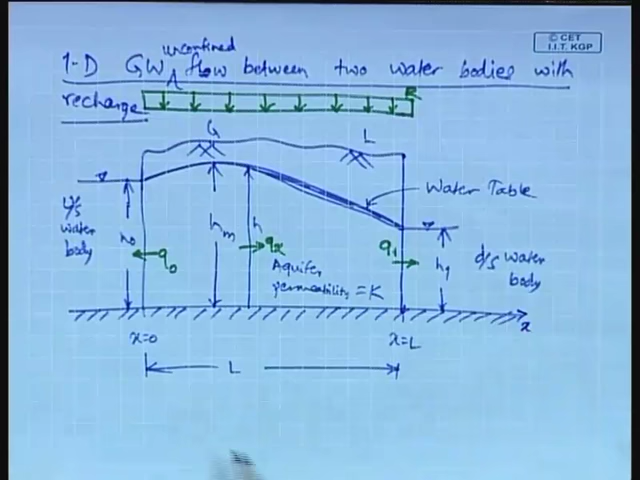 © CET
I.I.T. KGP
1-D GW unconfined flow between two water bodies with
recharge
R
G L
Water Table
u/s
water
body
h₀
q₀
hm
h
qx
Aquifer
permeability = K
q₁
h₁
d/s water
body
x
x=0
x=L
L